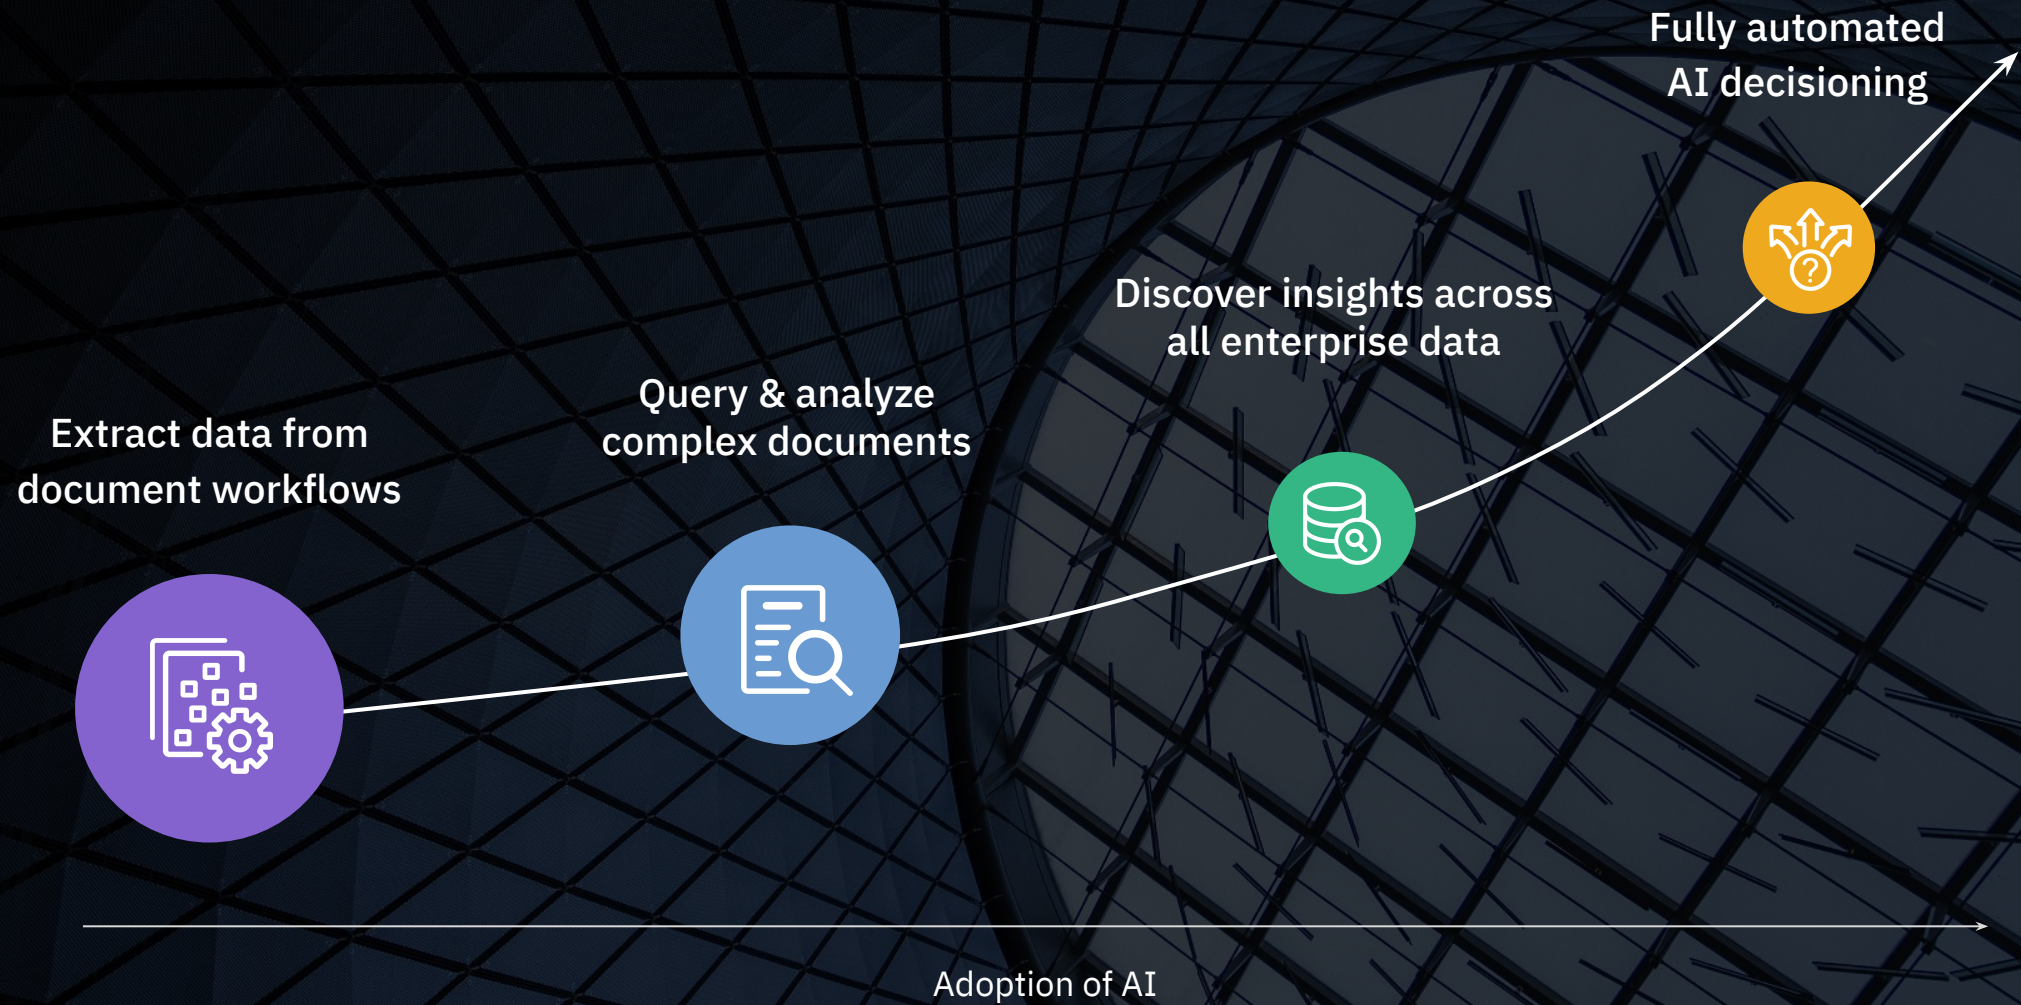 Fully automated
AI decisioning
Discover insights across
all enterprise data
Query & analyze
complex documents
Extract data from
document workflows
?
Adoption of AI